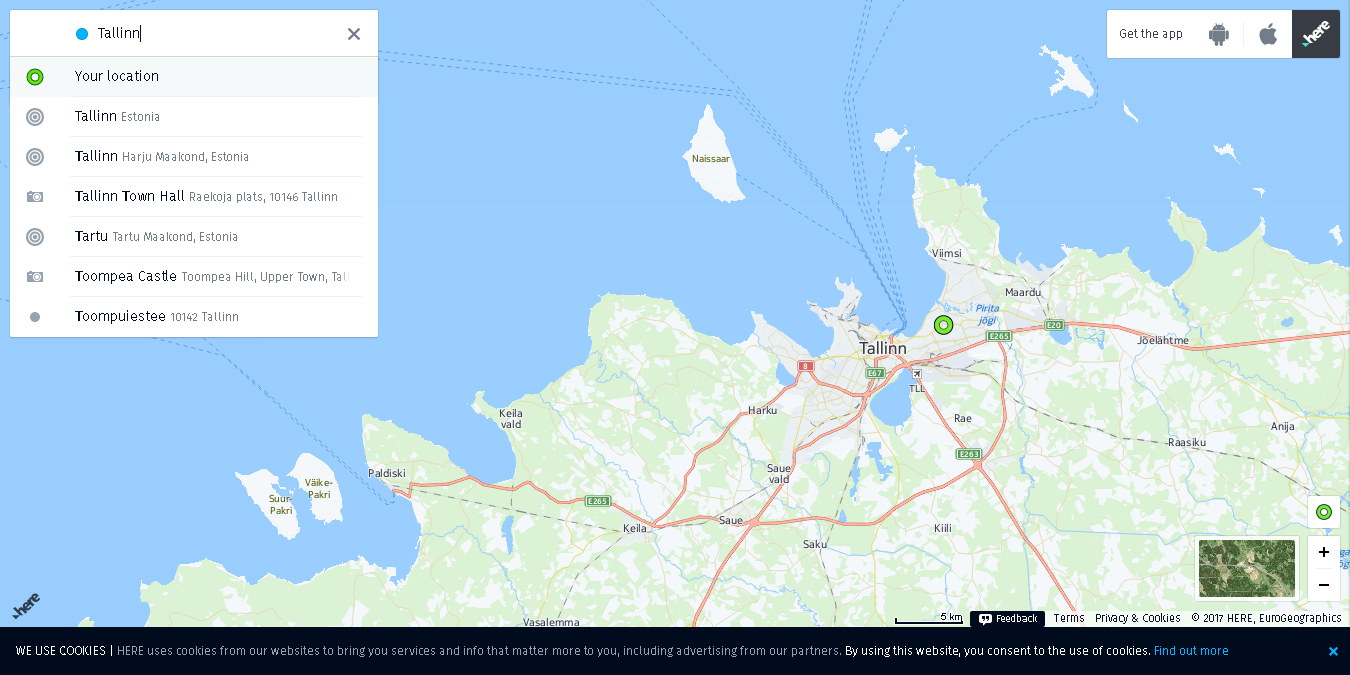 Tallinn
Your location
Tallinn Estonia
Tallinn Harju Maakond, Estonia
Tallinn Town Hall Raekoja plats, 10146 Tallinn
Tartu Tartu Maakond, Estonia
Toompea Castle Toompea Hill, Upper Town, Tal
Toompuiestee 10142 Tallinn
Get the app
here
Naissaar
Viimsi
Maardu
Pirita
jõgi
E20
E265
Jõelähtme
Tallinn
8
E67
TLL
Harku
Keila
vald
Rae
Anija
Raasiku
E263
Saue
vald
Paldiski
Väike-
Pakri
Suur-
Pakri
E265
Keila
Saue
Kiili
Saku
Vasalemma
here
5 km
Feedback
Terms
Privacy & Cookies
© 2017 HERE, EuroGeographics
WE USE COOKIES | HERE uses cookies from our websites to bring you services and info that matter more to you, including advertising from our partners. By using this website, you consent to the use of cookies. Find out more